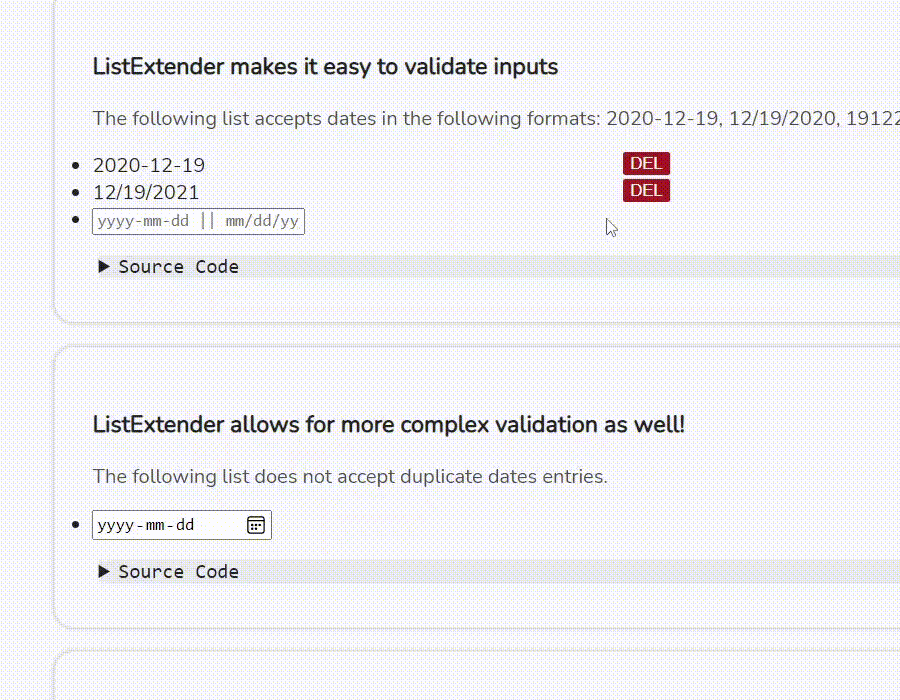 ListExtender makes it easy to validate inputs
The following list accepts dates in the following formats: 2020-12-19, 12/19/2020, 19122
2020-12-19 DEL
12/19/2021 DEL
yyyy-mm-dd || mm/dd/yy
Source Code
ListExtender allows for more complex validation as well!
The following list does not accept duplicate dates entries.
yyyy-mm-dd
Source Code